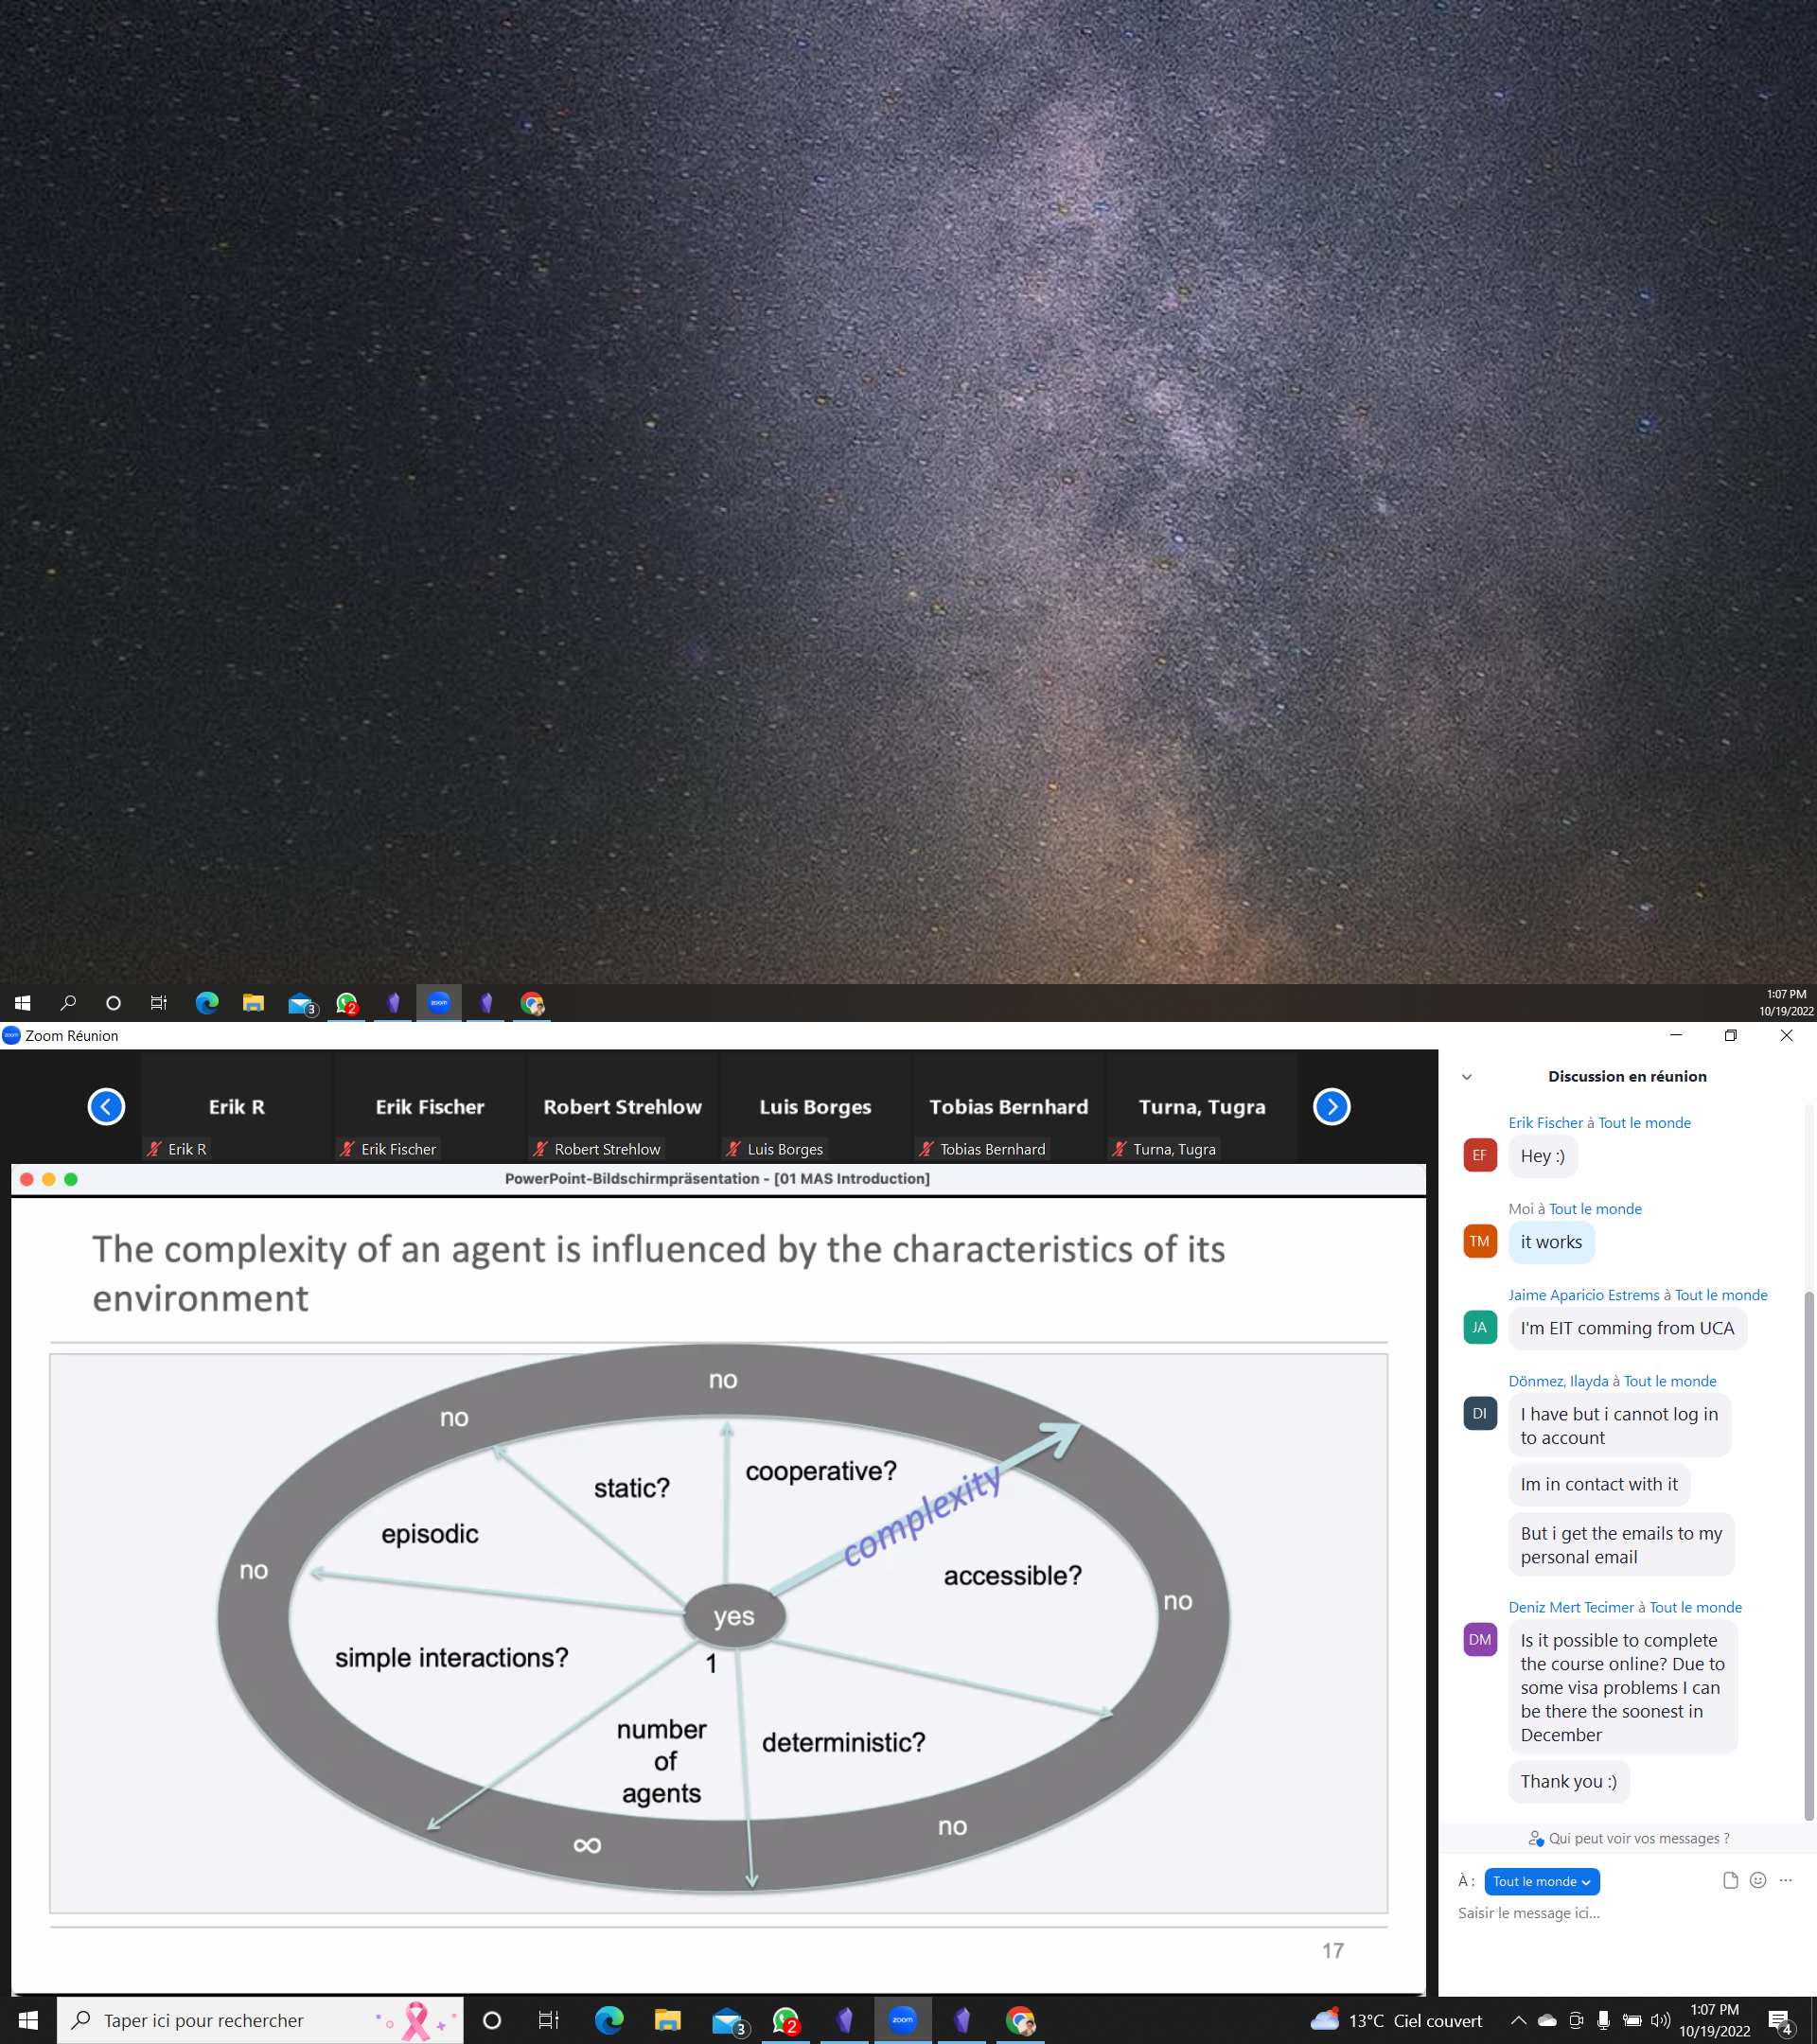 3
2
zoom
1:07 PM
10/19/2022
zoom
Zoom Réunion
Erik R
Erik Fischer
Robert Strehlow
Luis Borges
Tobias Bernhard
Turna, Tugra
Erik R
Erik Fischer
Robert Strehlow
Luis Borges
Tobias Bernhard
Turna, Tugra
PowerPoint-Bildschirmpräsentation - [01 MAS Introduction]
The complexity of an agent is influenced by the characteristics of its
environment
no
no
cooperative?
static?
complexity
episodic
no
accessible?
no
yes
simple interactions?
1
number
of
agents
deterministic?
no
∞
17
Discussion en réunion
Erik Fischer à Tout le monde
EF
Hey :)
Moi à Tout le monde
TM
it works
Jaime Aparicio Estrems à Tout le monde
JA
I'm EIT comming from UCA
Dönmez, Ilayda à Tout le monde
DI
I have but i cannot log in
to account
Im in contact with it
But i get the emails to my
personal email
Deniz Mert Tecimer à Tout le monde
DM
Is it possible to complete
the course online? Due to
some visa problems I can
be there the soonest in
December
Thank you :)
Qui peut voir vos messages ?
À : Tout le monde
Saisir le message ici...
Taper ici pour rechercher
3
2
zoom
13°C Ciel couvert
1:07 PM
10/19/2022
4